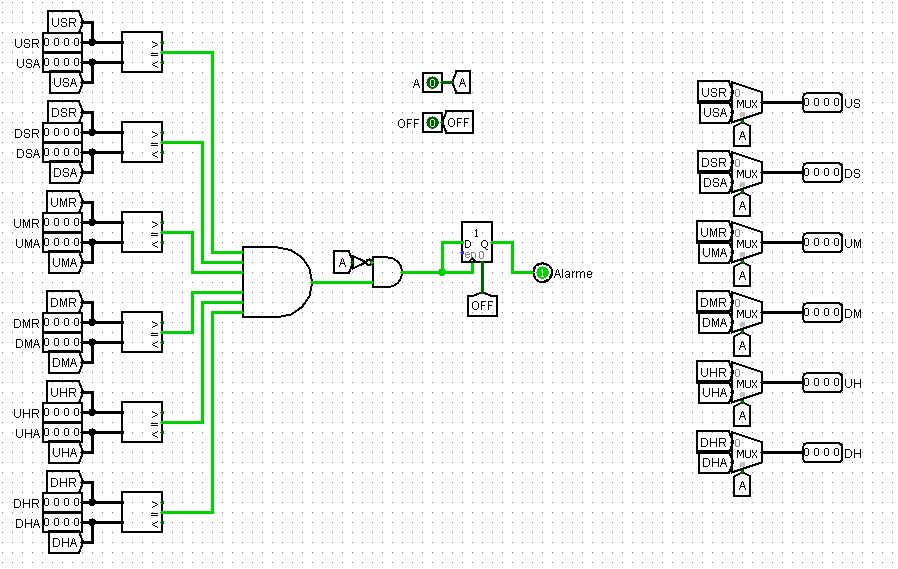 USR
USR 0 0 0 0
USA 0 0 0 0
USA
> = <
DSR
DSR 0 0 0 0
DSA 0 0 0 0
DSA
> = <
UMR
UMR 0 0 0 0
UMA 0 0 0 0
UMA
> = <
DMR
DMR 0 0 0 0
DMA 0 0 0 0
DMA
> = <
UHR
UHR 0 0 0 0
UHA 0 0 0 0
UHA
> = <
DHR
DHR 0 0 0 0
DHA 0 0 0 0
DHA
> = <
A 0 A
OFF 0 OFF
A
1
D Q
en 0
OFF
1 Alarme
USR 0
USA MUX 0 0 0 0 US
A
DSR 0
DSA MUX 0 0 0 0 DS
A
UMR 0
UMA MUX 0 0 0 0 UM
A
DMR 0
DMA MUX 0 0 0 0 DM
A
UHR 0
UHA MUX 0 0 0 0 UH
A
DHR 0
DHA MUX 0 0 0 0 DH
A